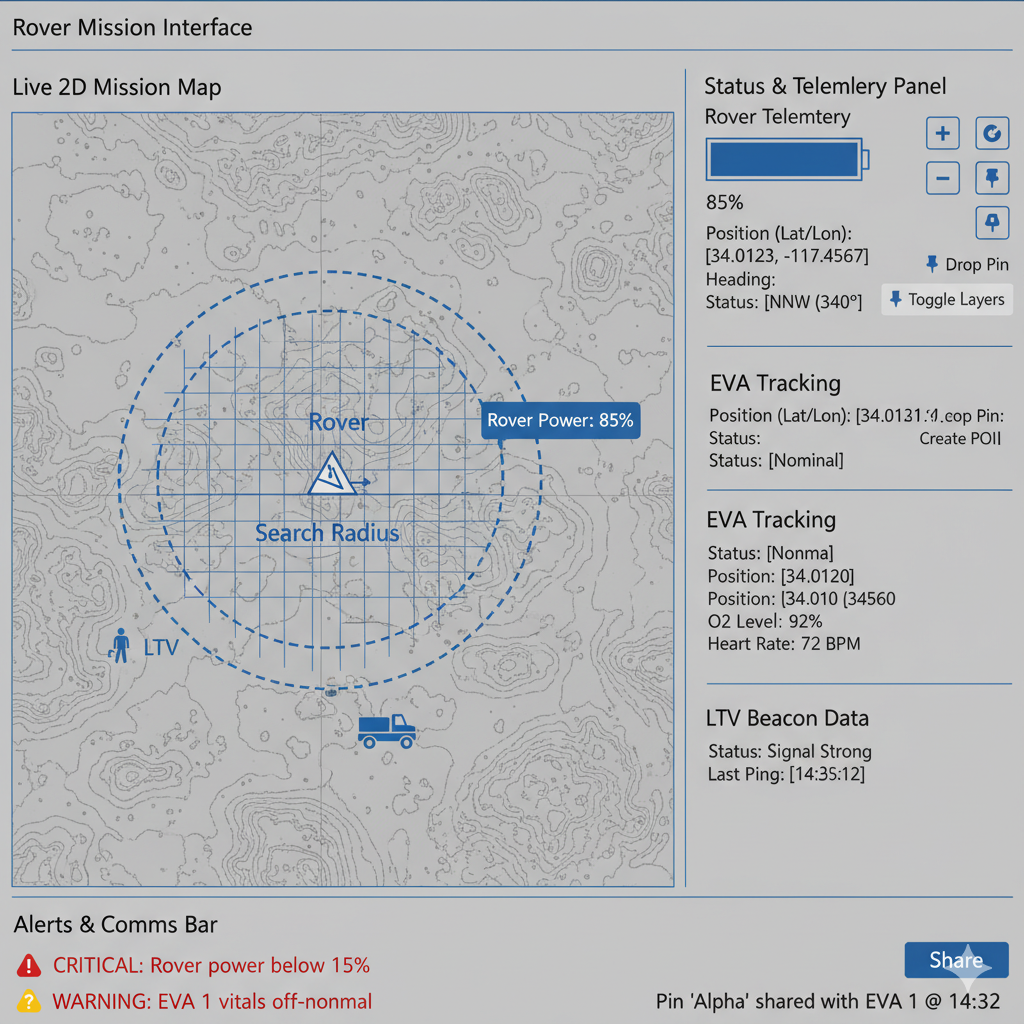 Rover Mission Interface
Live 2D Mission Map
Rover
Rover Power: 85%
Search Radius
LTV
Status & Telemlery Panel
Rover Telemtery
85%
Position (Lat/Lon):
[34.0123, -117.4567]
Heading:
Status: [NNW (340º]
Drop Pin
Toggle Layers
EVA Tracking
Position (Lat/Lon): [34.0131 Pin:
Status:
Create POII
Status: [Nominal]
EVA Tracking
Status: [Nonma]
Position: [34.0120]
Position: [34.010 (34560
O2 Level: 92%
Heart Rate: 72 BPM
LTV Beacon Data
Status: Signal Strong
Last Ping: [14:35:12]
Alerts & Comms Bar
CRITICAL: Rover power below 15%
WARNING: EVA 1 vitals off-nonmal
Share
Pin 'Alpha' shared with EVA 1 @ 14:32